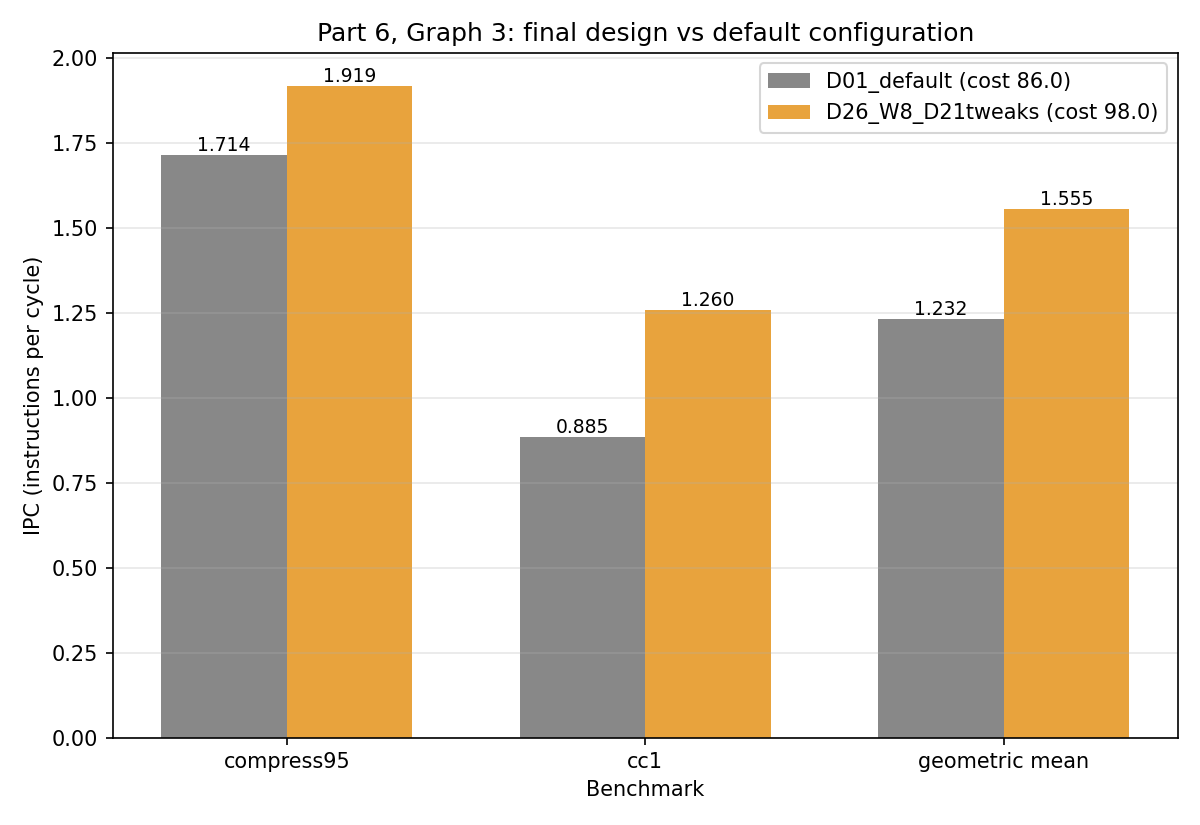 Part 6, Graph 3: final design vs default configuration
IPC (instructions per cycle)
2.00
1.75
1.50
1.25
1.00
0.75
0.50
0.25
0.00
D01_default (cost 86.0)
D26_W8_D21tweaks (cost 98.0)
1.714
1.919
0.885
1.260
1.232
1.555
compress95
cc1
geometric mean
Benchmark